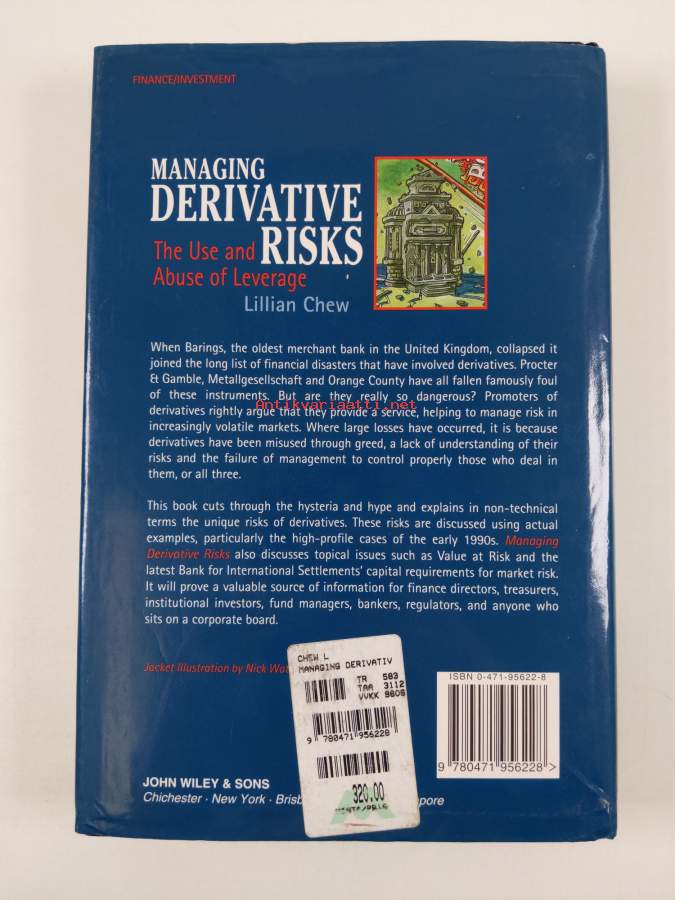 FINANCE/INVESTMENT
MANAGING
DERIVATIVE
The Use and RISKS
Abuse of Leverage
Lillian Chew
When Barings, the oldest merchant bank in the United Kingdom, collapsed it
joined the long list of financial disasters that have involved derivatives. Procter
& Gamble, Metallgesellschaft and Orange County have all fallen famously foul
of these instruments. But are they really so dangerous? Promoters of
Antikvariaatti.net
derivatives rightly argue that they provide a service, helping to manage risk in
increasingly volatile markets. Where large losses have occurred, it is because
derivatives have been misused through greed, a lack of understanding of their
risks and the failure of management to control properly those who deal in
them, or all three.
This book cuts through the hysteria and hype and explains in non-technical
terms the unique risks of derivatives. These risks are discussed using actual
examples, particularly the high-profile cases of the early 1990s. Managing
Derivative Risks also discusses topical issues such as Value at Risk and the
latest Bank for International Settlements' capital requirements for market risk.
It will prove a valuable source of information for finance directors, treasurers,
institutional investors, fund managers, bankers, regulators, and anyone who
sits on a corporate board.
Jacket Illustration by Nick
CHEW L
MANAGING DERIVATIV
TR 583
TAA 3112
VVKK 9606
9 780471 956228
320.00
ISBN 0-471-95622-8
9 780471 956228 >
JOHN WILEY & SONS
Chichester · New York · Brisb pore